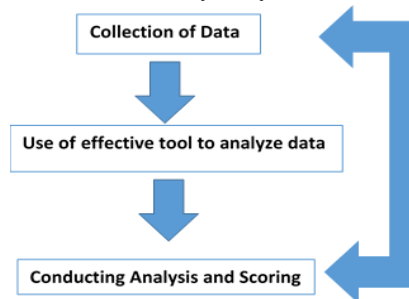 Collection of Data
Use of effective tool to analyze data
Conducting Analysis and Scoring